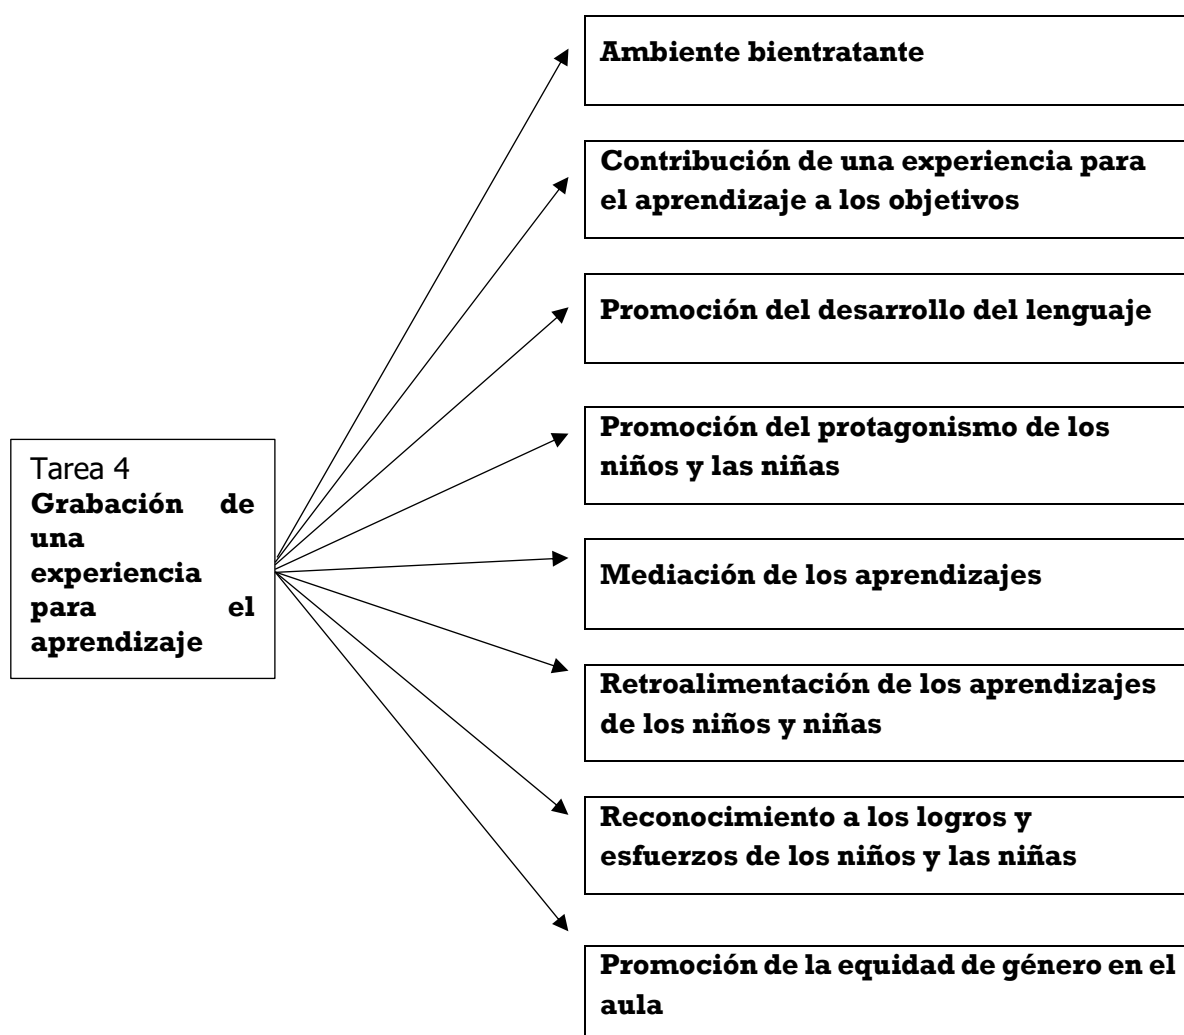 Ambiente bientratante
Contribución de una experiencia para
el aprendizaje a los objetivos
Promoción del desarrollo del lenguaje
Promoción del protagonismo de los
niños y las niñas
Tarea 4
Grabación de
una
experiencia
para el
aprendizaje
Mediación de los aprendizajes
Retroalimentación de los aprendizajes
de los niños y niñas
Reconocimiento a los logros y
esfuerzos de los niños y las niñas
Promoción de la equidad de género en el
aula